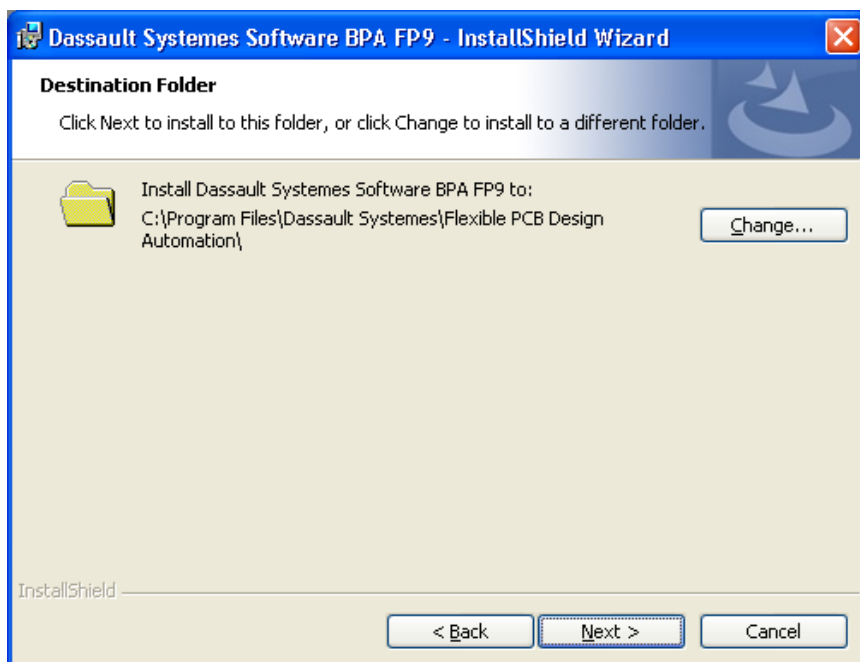 Dassault Systemes Software BPA FP9 - InstallShield Wizard
Destination Folder
Click Next to install to this folder, or click Change to install to a different folder.
Install Dassault Systemes Software BPA FP9 to:
C:\Program Files\Dassault Systemes\Flexible PCB Design
Automation\
Change...
InstallShield
< Back
Next >
Cancel